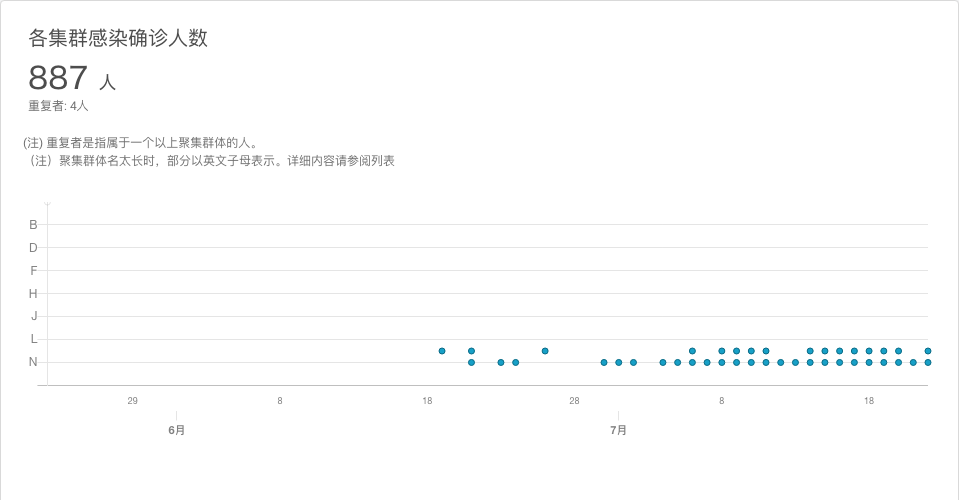 各集群感染确诊人数
887 人
重复者: 4人
(注) 重复者是指属于一个以上聚集群体的人。
（注）聚集群体名太长时，部分以英文子母表示。详细内容请参阅列表
B
D
F
H
J
L
N
29 8 18 28 8 18
6月 7月